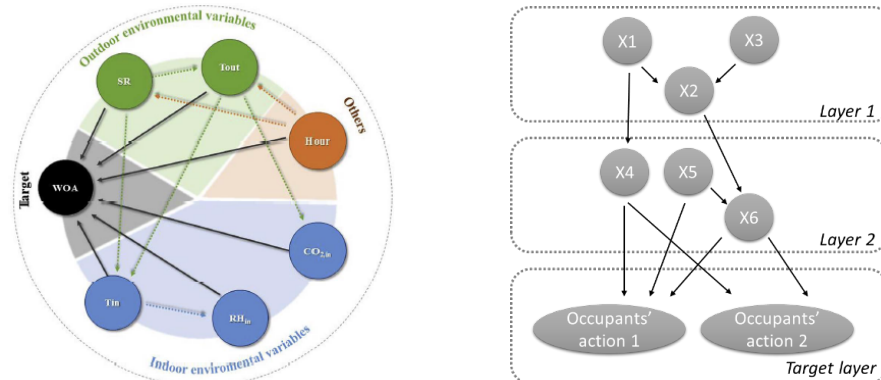 Outdoor environmental variables
SR
Tout
Others
Hour
Target
WOA
CO2,in
Tin
RHin
Indoor enviromental variables
X1
X3
X2
Layer 1
X4
X5
X6
Layer 2
Occupants'
action 1
Occupants'
action 2
Target layer